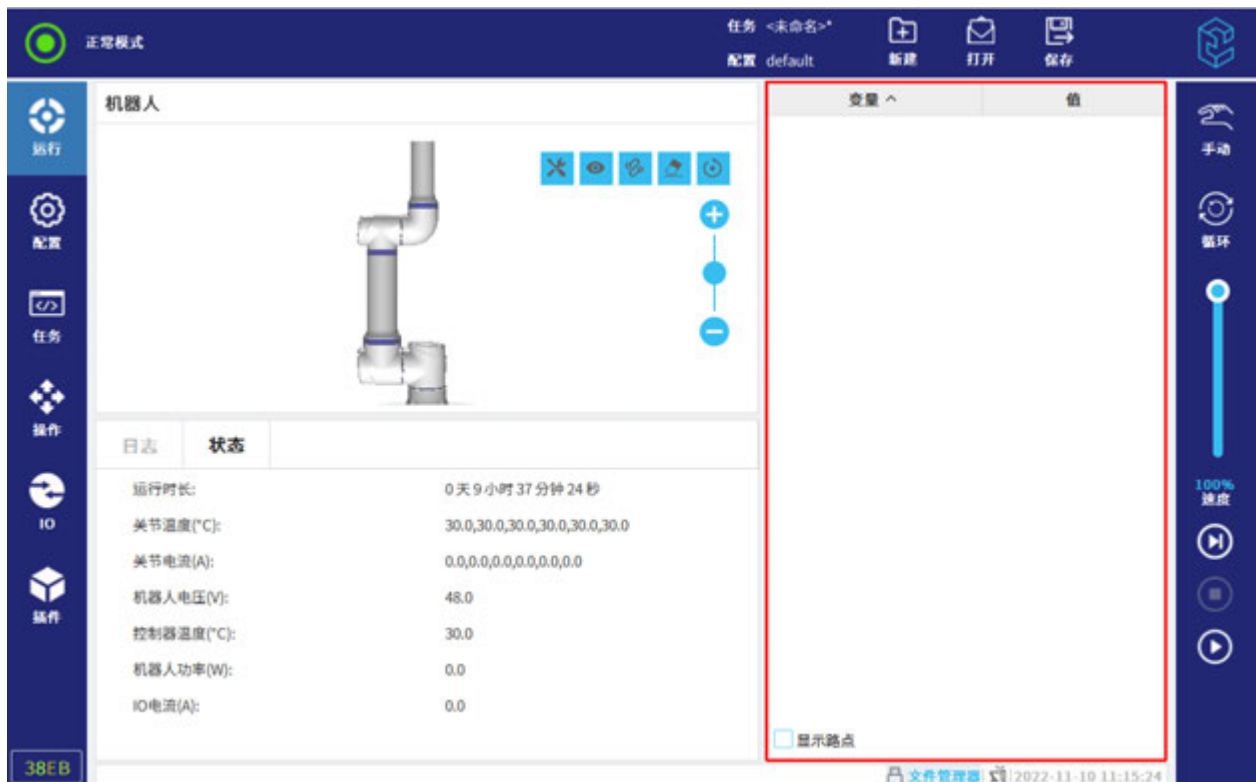 正常模式
任务 <未命名>*
配置 default
新建
打开
保存
运行
配置
任务
操作
IO
插件
38EB
机器人
日志 状态
运行时长: 0 天 9 小时 37 分钟 24 秒
关节温度(°C): 30.0,30.0,30.0,30.0,30.0,30.0
关节电流(A): 0.0,0.0,0.0,0.0,0.0,0.0
机器人电压(V): 48.0
控制器温度(°C): 30.0
机器人功率(W): 0.0
IO电流(A): 0.0
变量 值
显示路点
文件管理器 2022-11-10 11:15:24
手动
循环
100%
速度